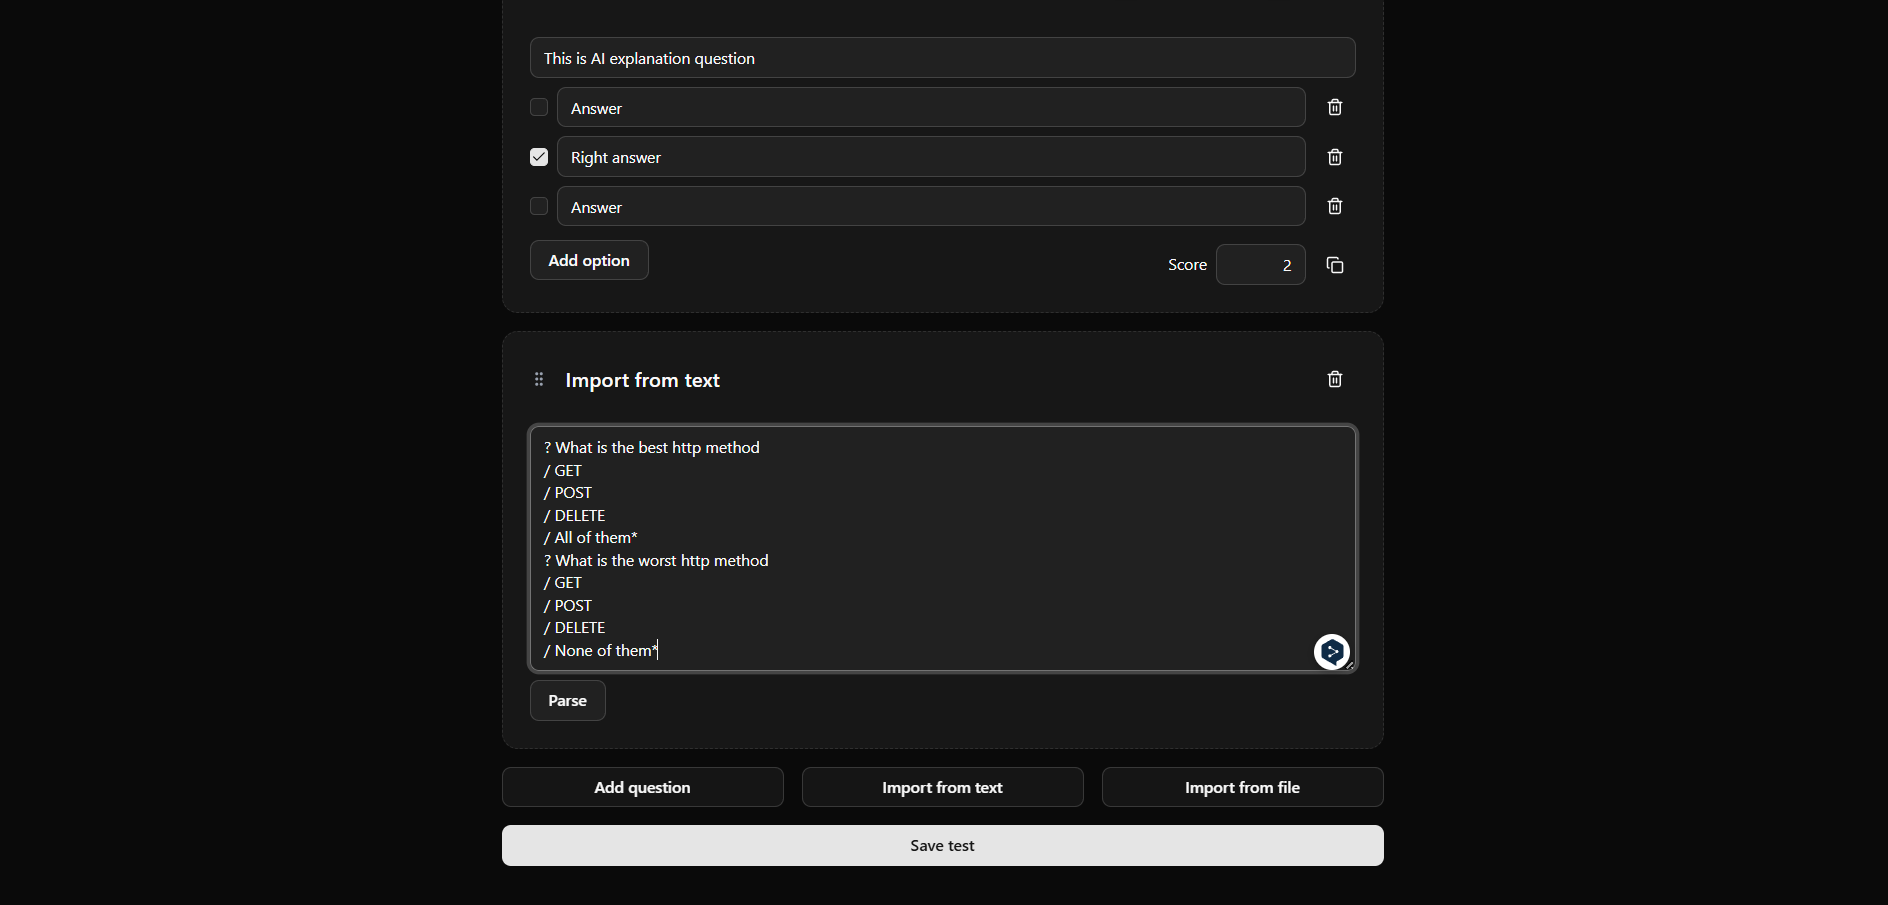 This is AI explanation question
Answer
Right answer
Answer
Add option
Score 2
Import from text
? What is the best http method
/ GET
/ POST
/ DELETE
/ All of them*
? What is the worst http method
/ GET
/ POST
/ DELETE
/ None of them*
Parse
Add question
Import from text
Import from file
Save test